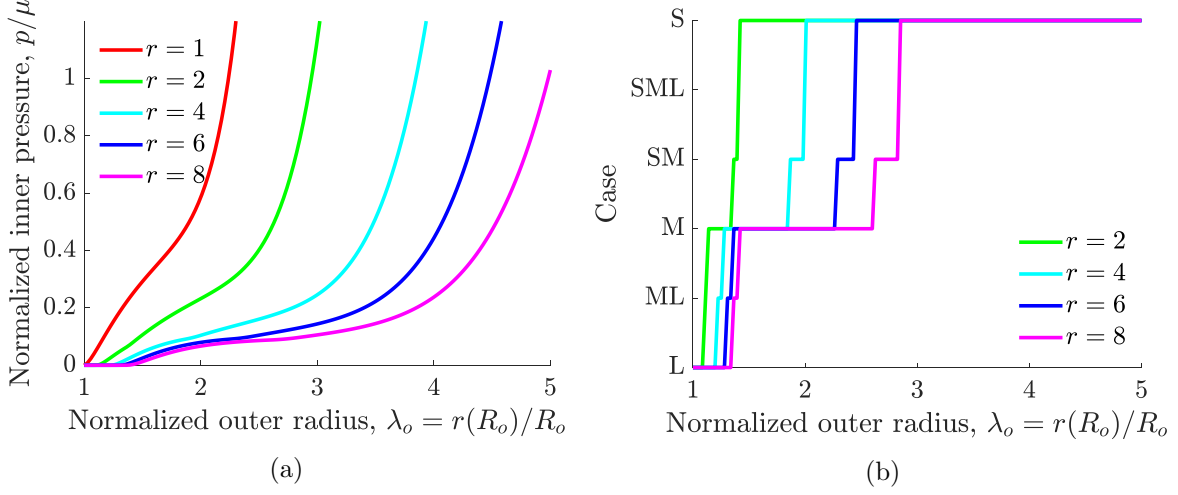 Normalized inner pressure, p/μ
1
0.8
0.6
0.4
0.2
0
r = 1
r = 2
r = 4
r = 6
r = 8
1 2 3 4 5
Normalized outer radius, λₒ = r(Rₒ)/Rₒ
(a)
Case
S
SML
SM
M
ML
L
r = 2
r = 4
r = 6
r = 8
1 2 3 4 5
Normalized outer radius, λₒ = r(Rₒ)/Rₒ
(b)